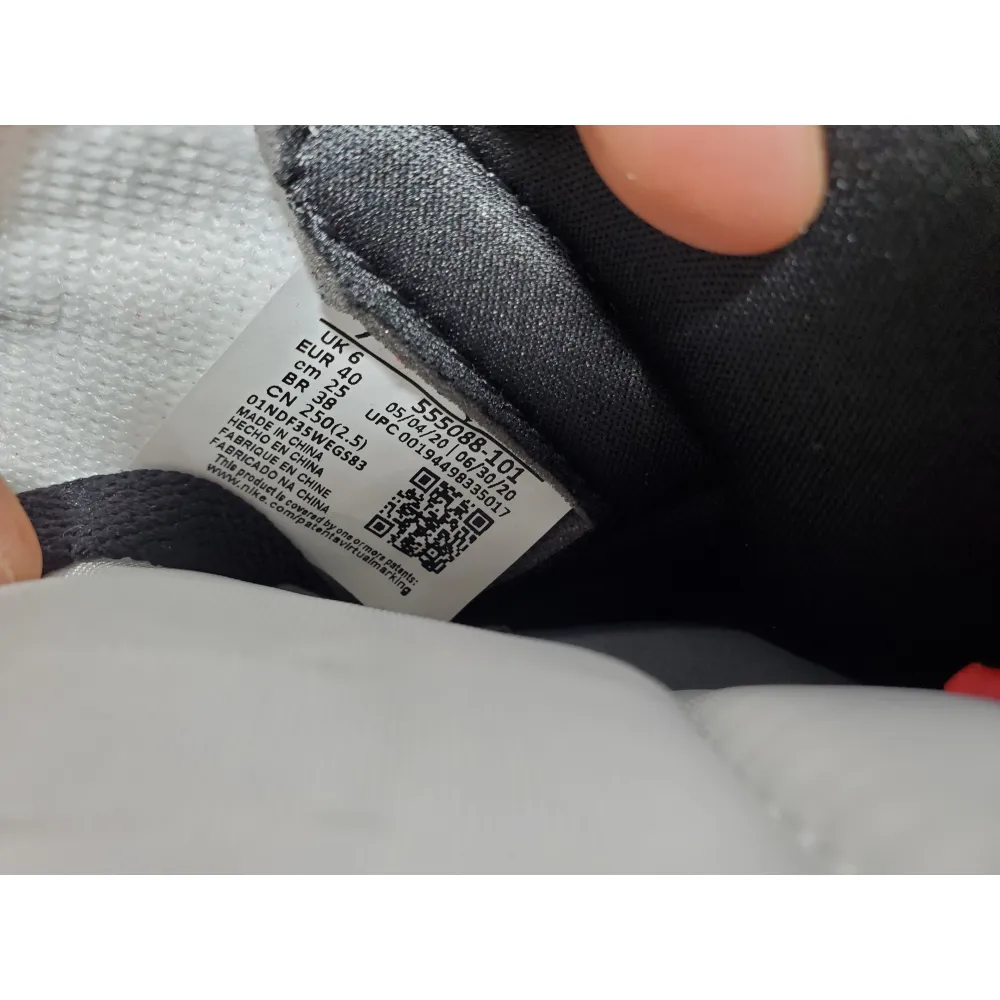 UK 6
EUR 40
cm 25
BR 38
CN 250(2.5)
01NDF35WEGS83
MADE IN CHINA
HECHO EN CHINA
FABRIQUE EN CHINE
FABRICADO NA CHINA
This product is covered by one or more patents:
www.nike.com/patentsvirtualmarking
555088-101
05/04/20 | 06/30/20
UPC 00194498335017